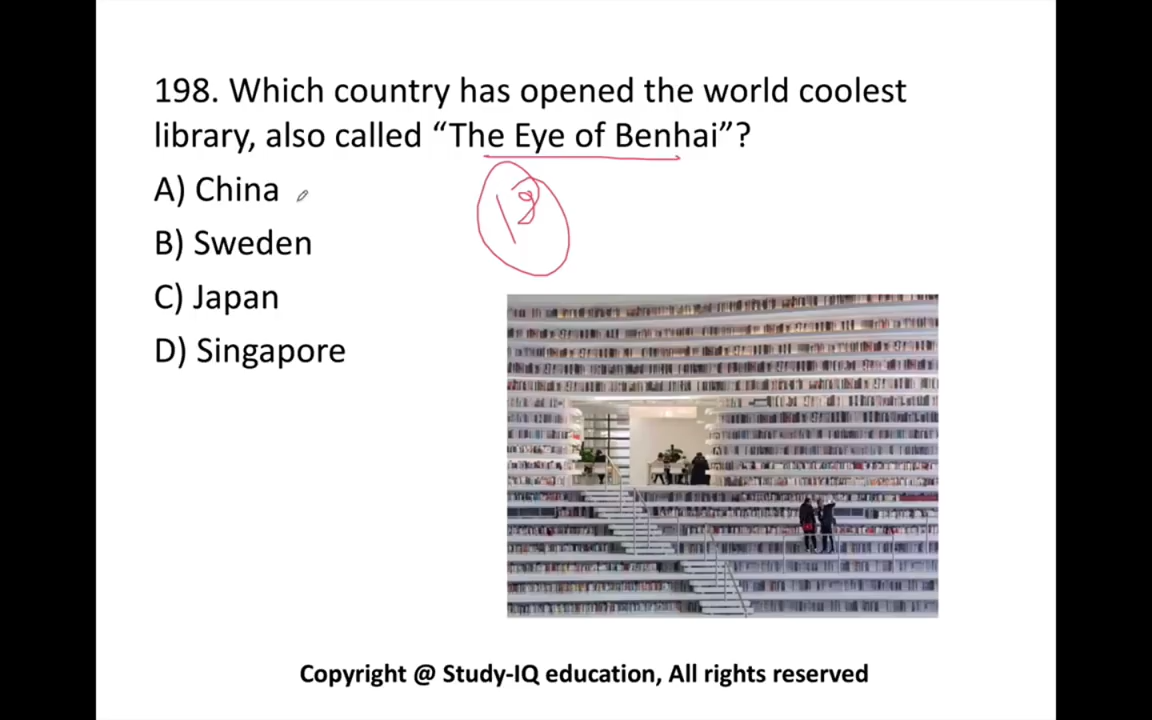 198. Which country has opened the world coolest
library, also called “The Eye of Benhai”?
A) China
B) Sweden
C) Japan
D) Singapore
Copyright @ Study-IQ education, All rights reserved